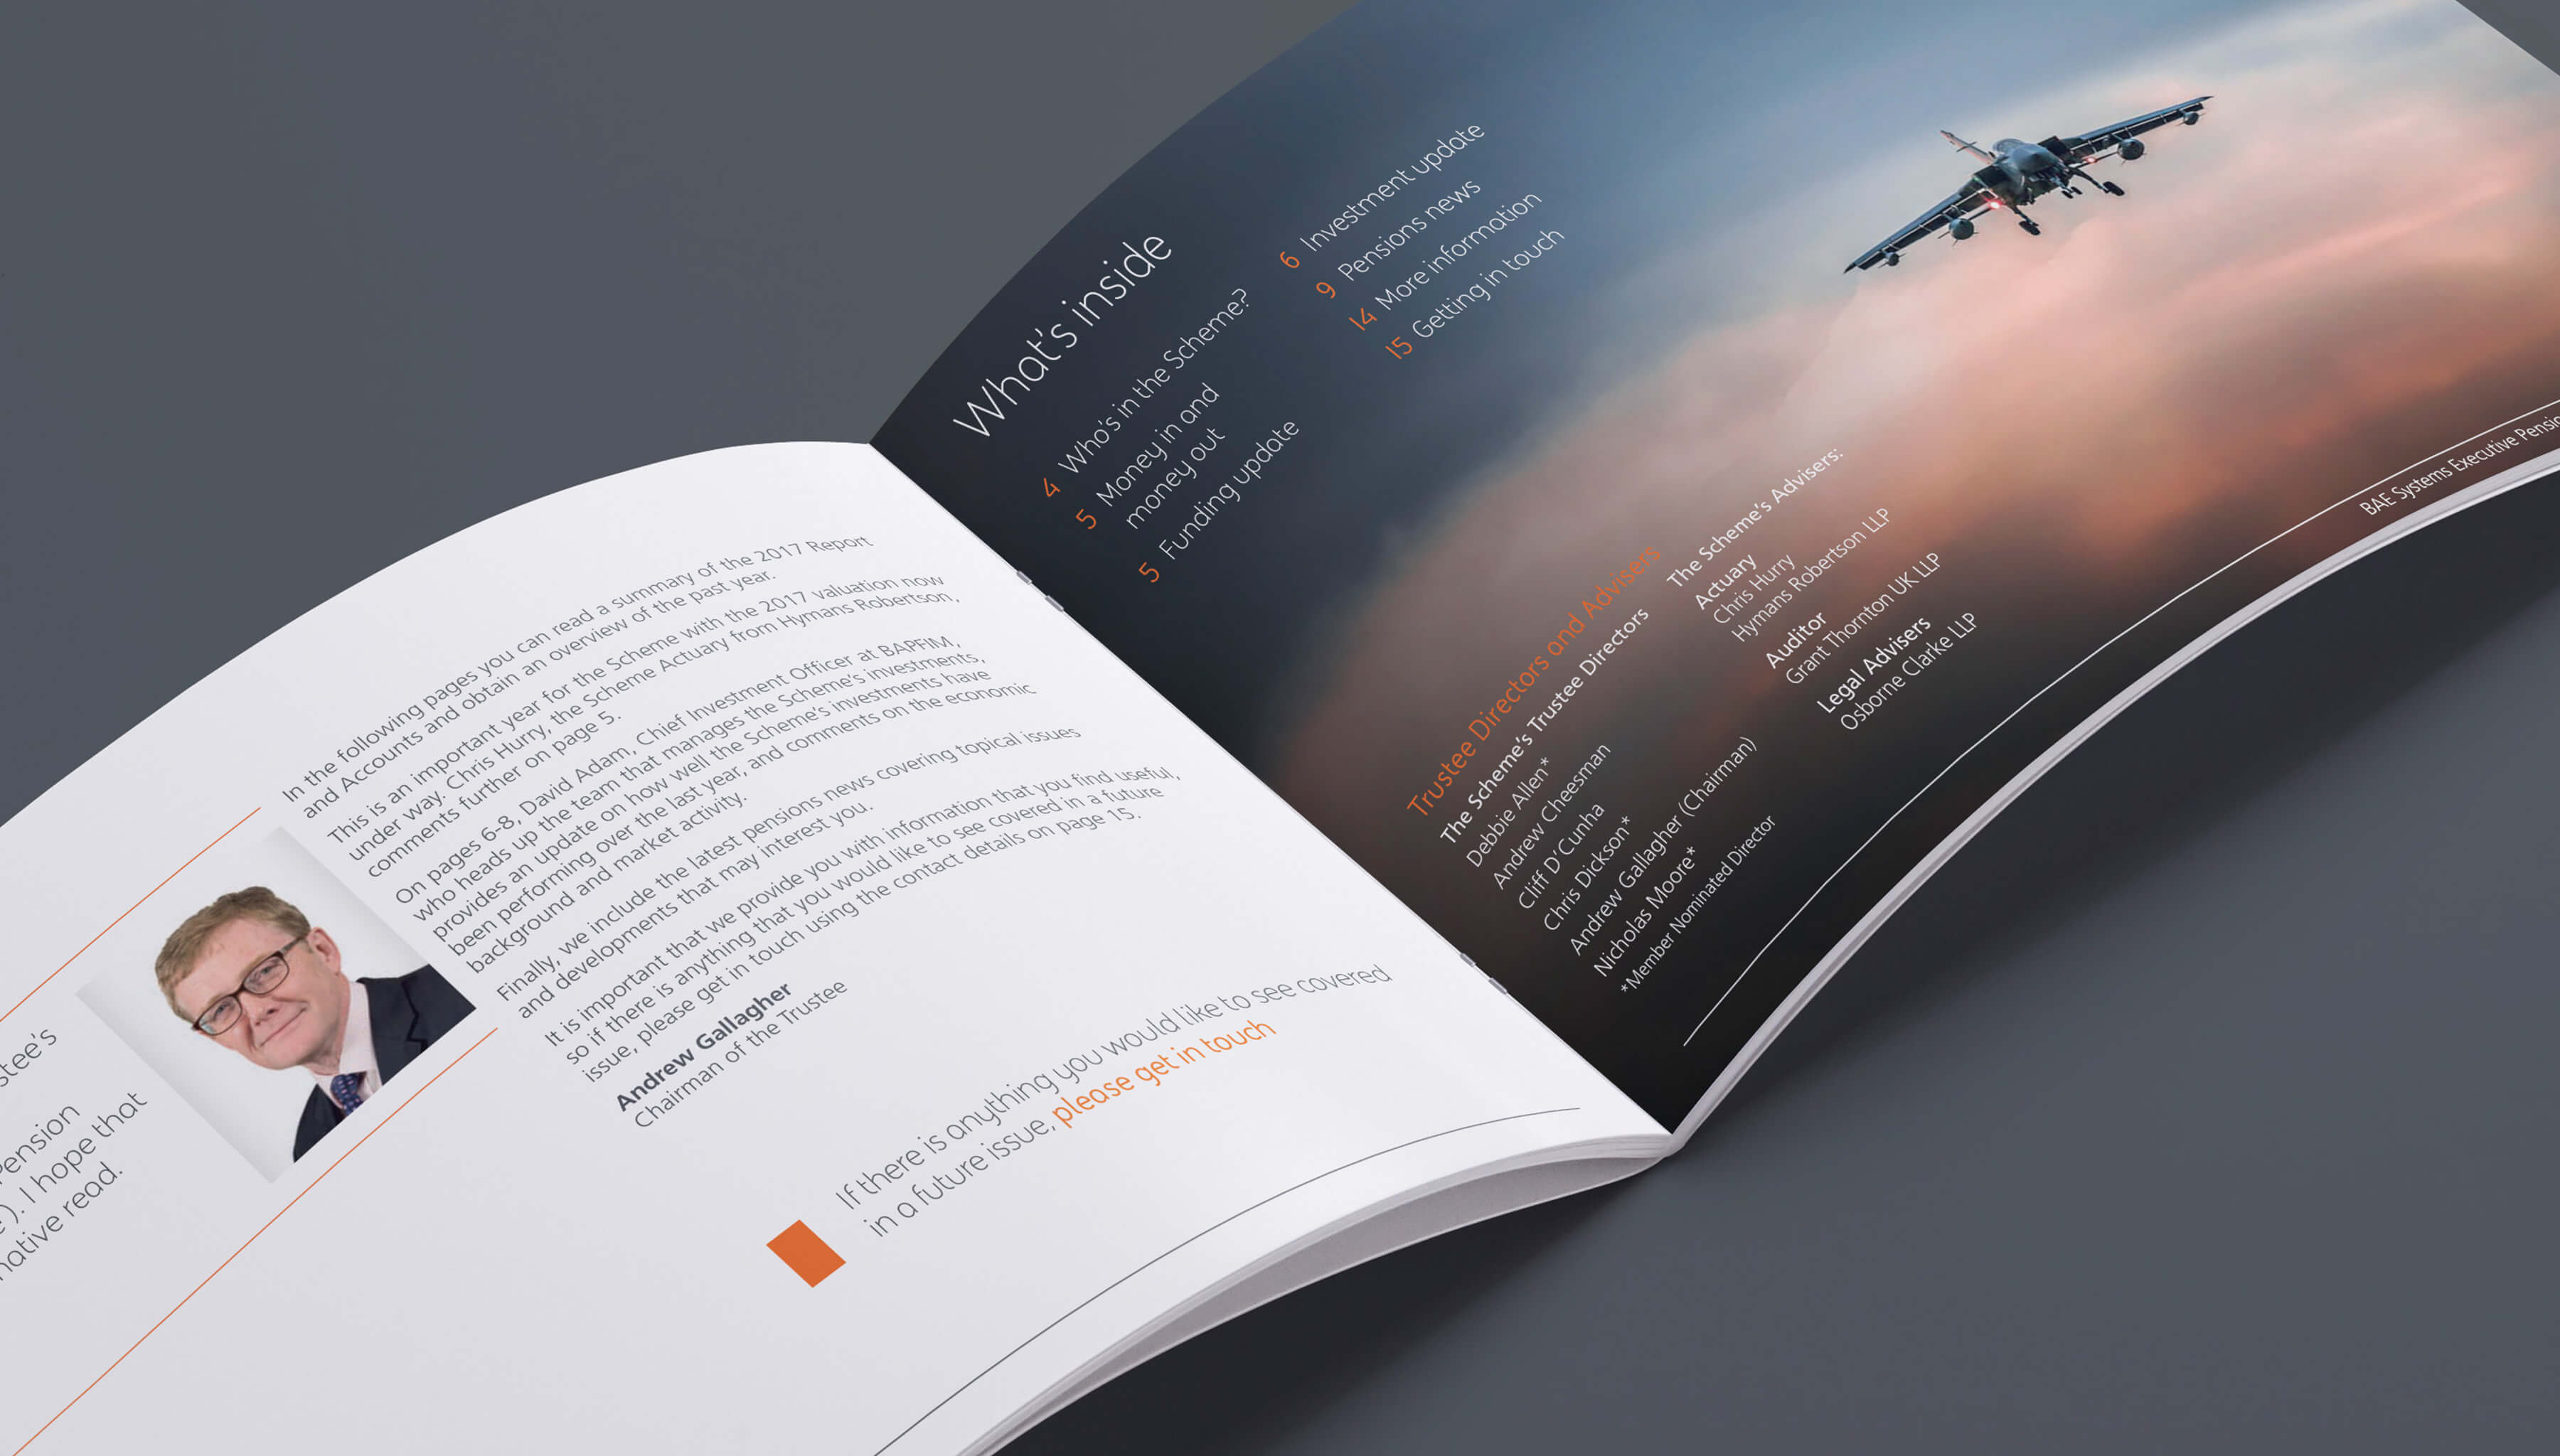 stee's
ension
). I hope that
native read.
In the following pages you can read a summary of the 2017 Report
and Accounts and obtain an overview of the past year.
This is an important year for the Scheme with the 2017 valuation now
under way. Chris Hurry, the Scheme Actuary from Hymans Robertson,
comments further on page 5.
On pages 6-8, David Adam, Chief Investment Officer at BAPFIM,
who heads up the team that manages the Scheme's investments,
provides an update on how well the Scheme's investments have
been performing over the last year, and comments on the economic
background and market activity.
Finally, we include the latest pensions news covering topical issues
and developments that may interest you.
It is important that we provide you with information that you find useful,
so if there is anything that you would like to see covered in a future
issue, please get in touch using the contact details on page 15.
Andrew Gallagher
Chairman of the Trustee
If there is anything you would like to see covered
in a future issue, please get in touch
What's inside
4 Who's in the Scheme?
5 Money in and
money out
5 Funding update
6 Investment update
9 Pensions news
14 More information
15 Getting in touch
Trustee Directors and Advisers
The Scheme's Trustee Directors
Debbie Allen*
Andrew Cheesman
Cliff D'Cunha
Chris Dickson*
Andrew Gallagher (Chairman)
Nicholas Moore*
*Member Nominated Director
The Scheme's Advisers:
Actuary
Chris Hurry
Hymans Robertson LLP
Auditor
Grant Thornton UK LLP
Legal Advisers
Osborne Clarke LLP
BAE Systems Executive Pensio